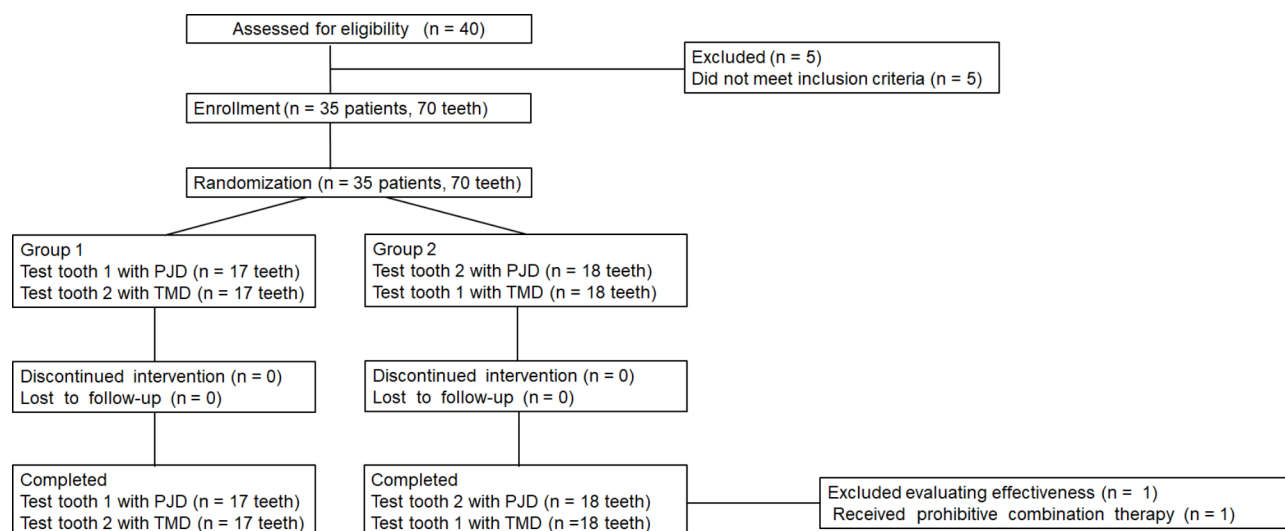 Assessed for eligibility (n = 40)
Excluded (n = 5)
Did not meet inclusion criteria (n = 5)
Enrollment (n = 35 patients, 70 teeth)
Randomization (n = 35 patients, 70 teeth)
Group 1
Test tooth 1 with PJD (n = 17 teeth)
Test tooth 2 with TMD (n = 17 teeth)
Group 2
Test tooth 2 with PJD (n = 18 teeth)
Test tooth 1 with TMD (n = 18 teeth)
Discontinued intervention (n = 0)
Lost to follow-up (n = 0)
Discontinued intervention (n = 0)
Lost to follow-up (n = 0)
Completed
Test tooth 1 with PJD (n = 17 teeth)
Test tooth 2 with TMD (n = 17 teeth)
Completed
Test tooth 2 with PJD (n = 18 teeth)
Test tooth 1 with TMD (n =18 teeth)
Excluded evaluating effectiveness (n = 1)
Received prohibitive combination therapy (n = 1)